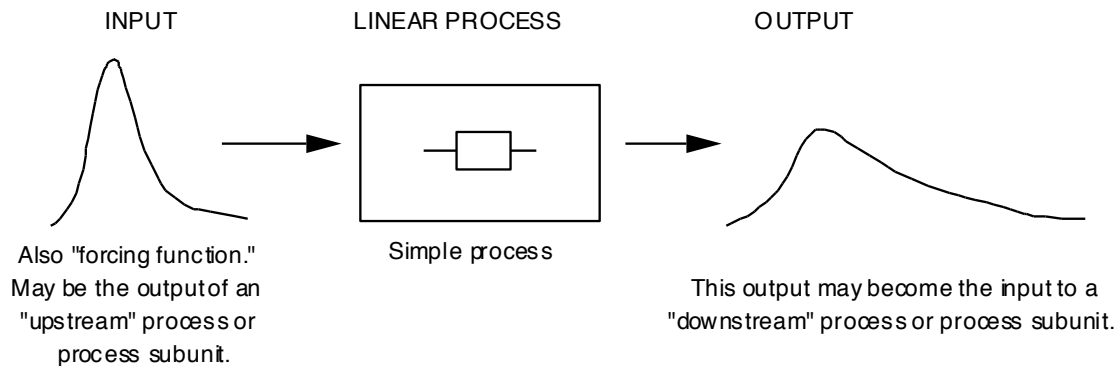 INPUT
LINEAR PROCESS
OUTPUT
Simple process
Also "forcing function."
May be the output of an
"upstream" process or
process subunit.
This output may become the input to a
"downstream" process or process subunit.